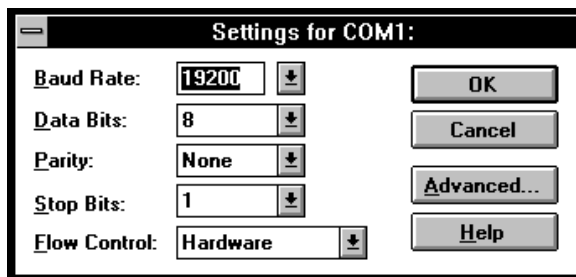 Settings for COM1:
Baud Rate: 19200 OK
Data Bits: 8 Cancel
Parity: None
Advanced...
Stop Bits: 1
Flow Control: Hardware Help